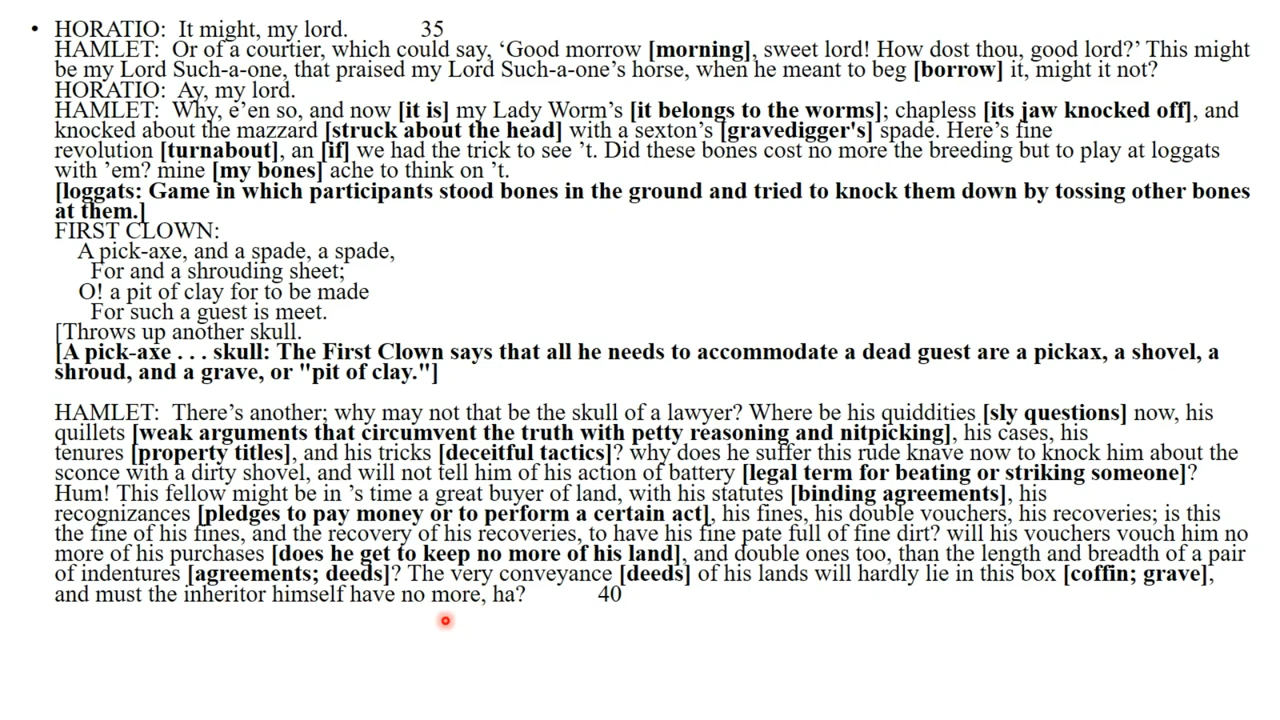 • HORATIO:  It might, my lord.          35
HAMLET:  Or of a courtier, which could say, ‘Good morrow [morning], sweet lord! How dost thou, good lord?’ This might
be my Lord Such-a-one, that praised my Lord Such-a-one’s horse, when he meant to beg [borrow] it, might it not?
HORATIO:  Ay, my lord.
HAMLET:  Why, e’en so, and now [it is] my Lady Worm’s [it belongs to the worms]; chapless [its jaw knocked off], and
knocked about the mazzard [struck about the head] with a sexton’s [gravedigger's] spade. Here’s fine
revolution [turnabout], an [if] we had the trick to see ’t. Did these bones cost no more the breeding but to play at loggats
with ’em? mine [my bones] ache to think on ’t.
[loggats: Game in which participants stood bones in the ground and tried to knock them down by tossing other bones
at them.]
FIRST CLOWN:
A pick-axe, and a spade, a spade,
For and a shrouding sheet;
O! a pit of clay for to be made
For such a guest is meet.
[Throws up another skull.
[A pick-axe . . . skull: The First Clown says that all he needs to accommodate a dead guest are a pickax, a shovel, a
shroud, and a grave, or "pit of clay."]
HAMLET:  There’s another; why may not that be the skull of a lawyer? Where be his quiddities [sly questions] now, his
quillets [weak arguments that circumvent the truth with petty reasoning and nitpicking], his cases, his
tenures [property titles], and his tricks [deceitful tactics]? why does he suffer this rude knave now to knock him about the
sconce with a dirty shovel, and will not tell him of his action of battery [legal term for beating or striking someone]?
Hum! This fellow might be in ’s time a great buyer of land, with his statutes [binding agreements], his
recognizances [pledges to pay money or to perform a certain act], his fines, his double vouchers, his recoveries; is this
the fine of his fines, and the recovery of his recoveries, to have his fine pate full of fine dirt? will his vouchers vouch him no
more of his purchases [does he get to keep no more of his land], and double ones too, than the length and breadth of a pair
of indentures [agreements; deeds]? The very conveyance [deeds] of his lands will hardly lie in this box [coffin; grave],
and must the inheritor himself have no more, ha?          40